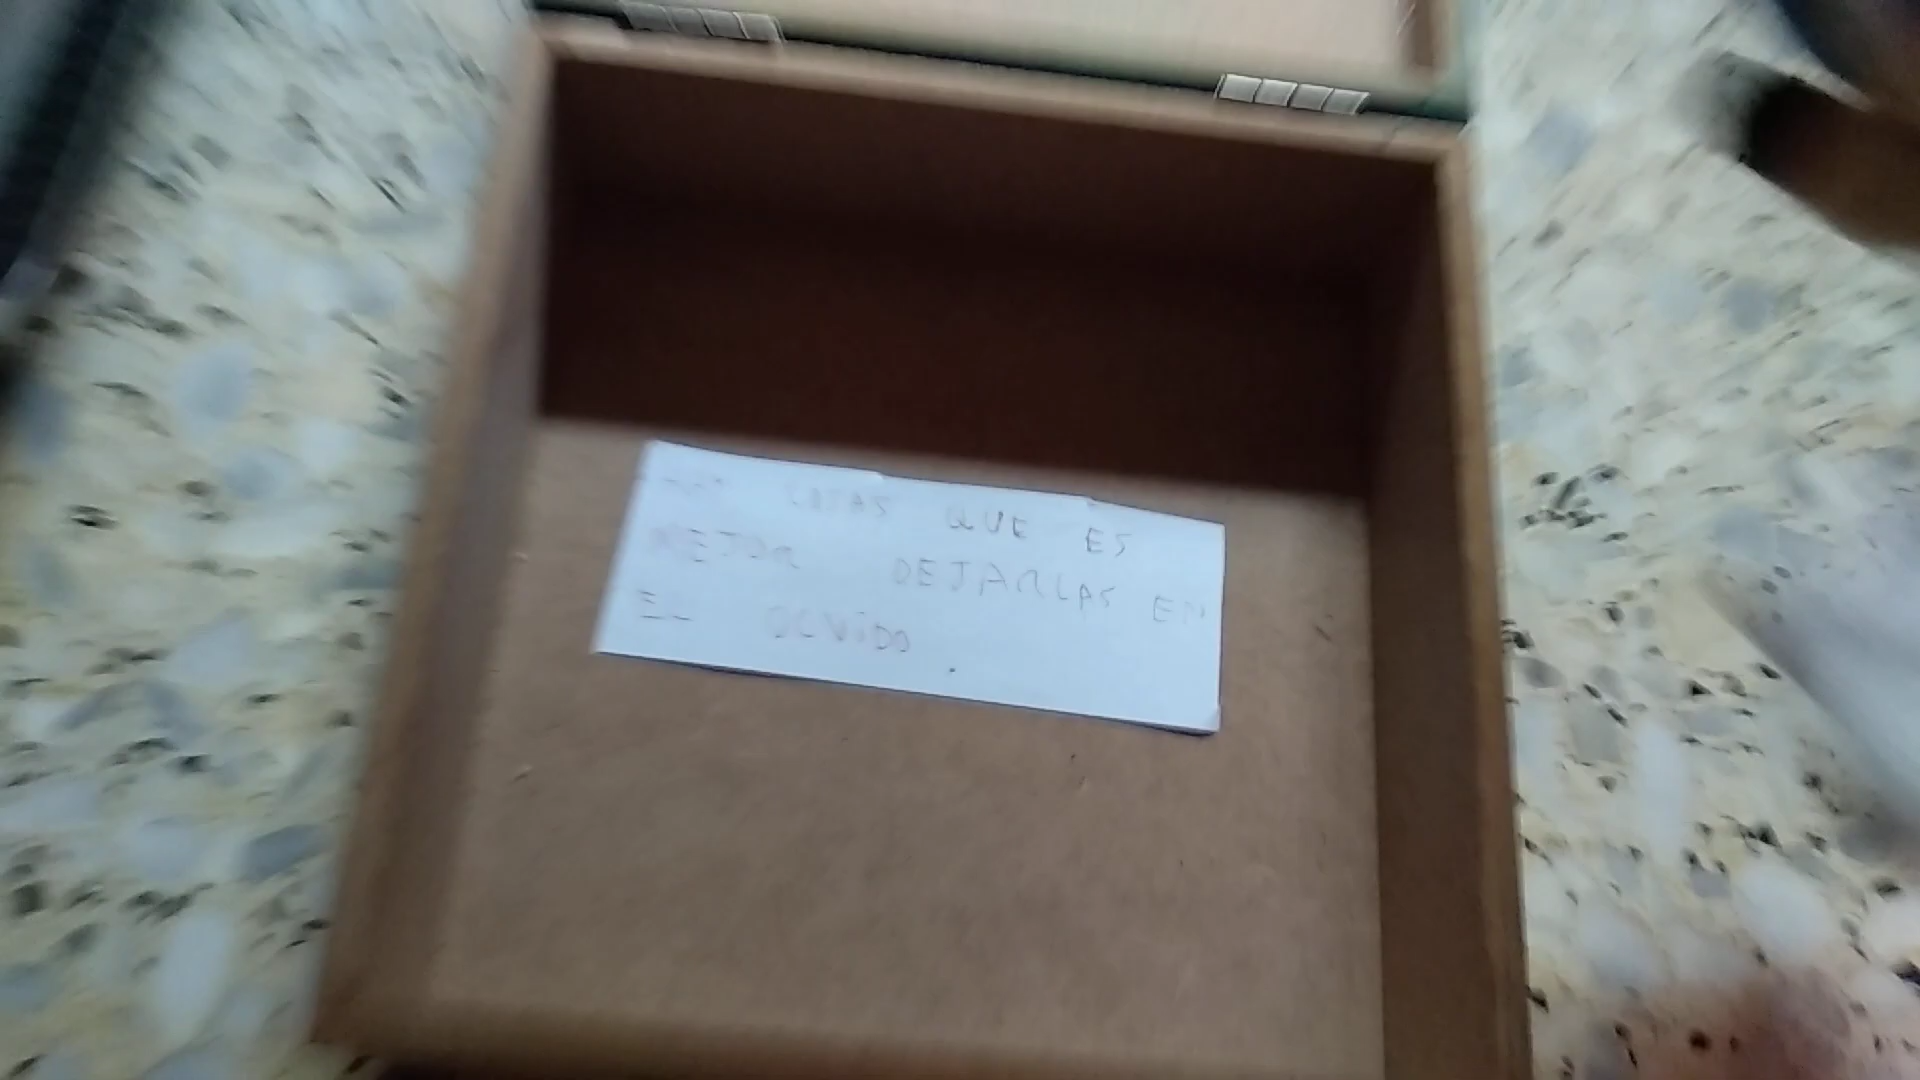 COSAS QUE ES
MEJOR DEJARLAS EN
EL OLVIDO.